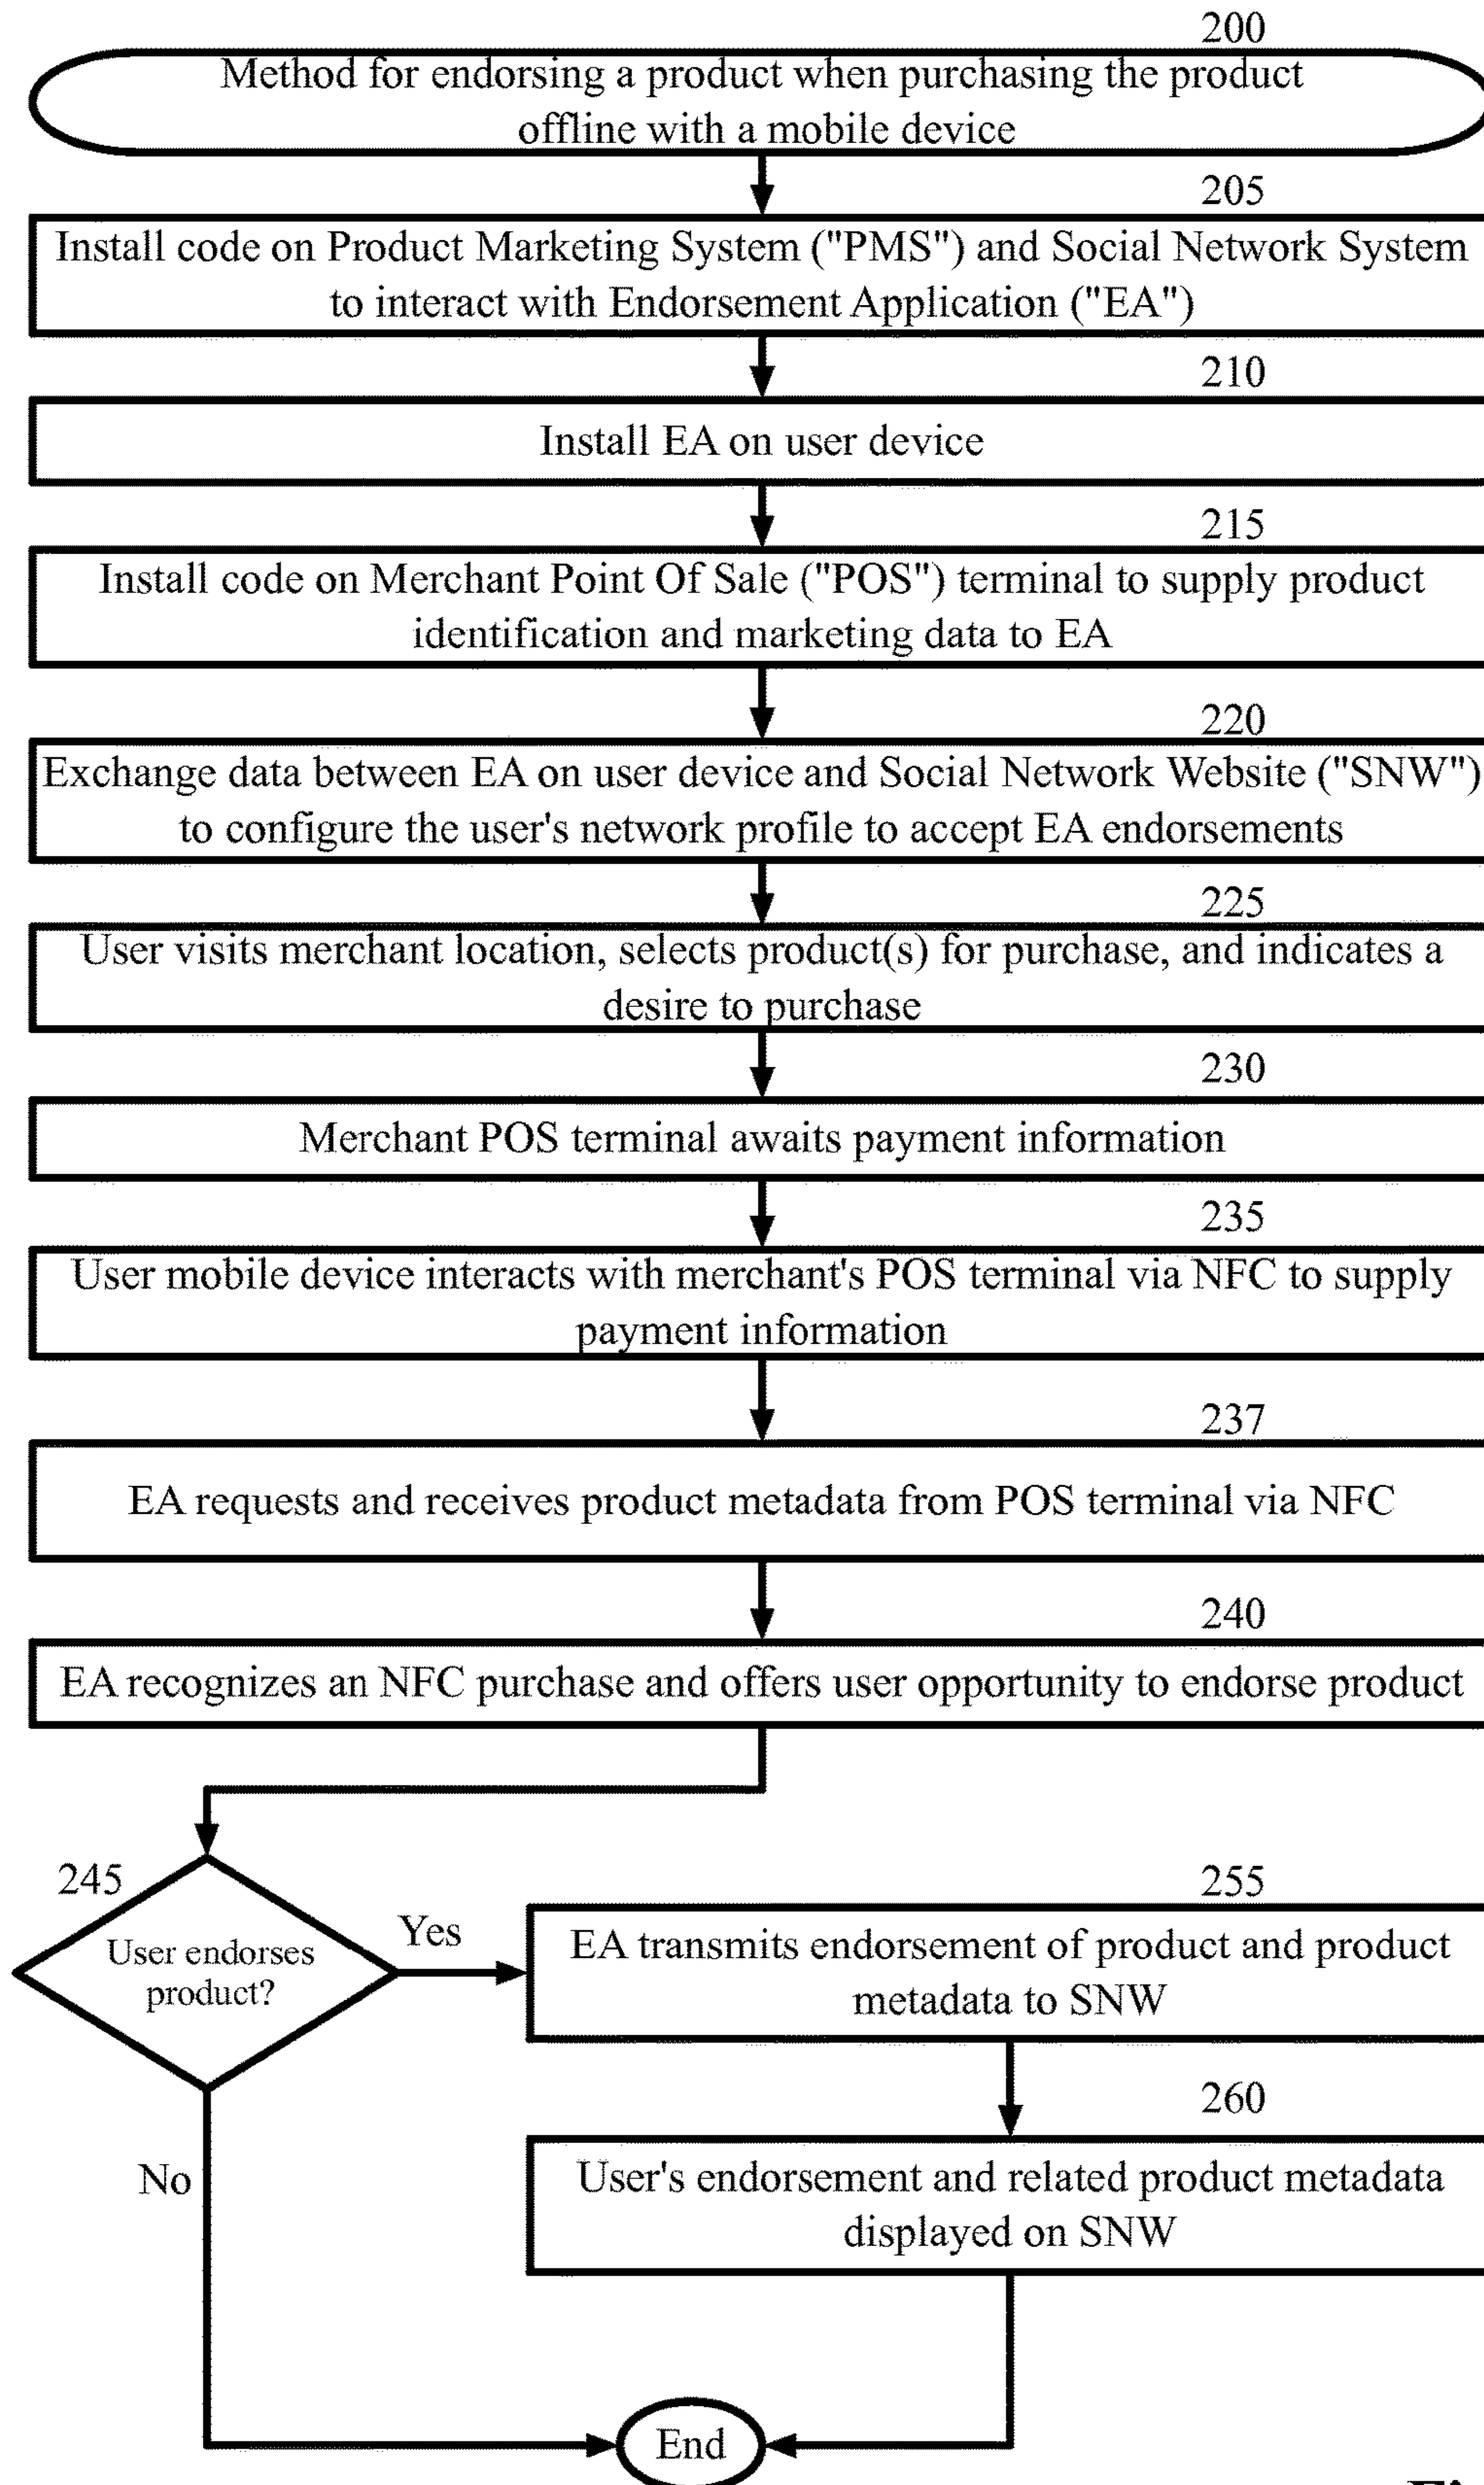 200
Method for endorsing a product when purchasing the product
offline with a mobile device
205
Install code on Product Marketing System ("PMS") and Social Network System
to interact with Endorsement Application ("EA")
210
Install EA on user device
215
Install code on Merchant Point Of Sale ("POS") terminal to supply product
identification and marketing data to EA
220
Exchange data between EA on user device and Social Network Website ("SNW")
to configure the user's network profile to accept EA endorsements
225
User visits merchant location, selects product(s) for purchase, and indicates a
desire to purchase
230
Merchant POS terminal awaits payment information
235
User mobile device interacts with merchant's POS terminal via NFC to supply
payment information
237
EA requests and receives product metadata from POS terminal via NFC
240
EA recognizes an NFC purchase and offers user opportunity to endorse product
245
User endorses
product?
Yes
255
EA transmits endorsement of product and product
metadata to SNW
260
User's endorsement and related product metadata
displayed on SNW
No
End